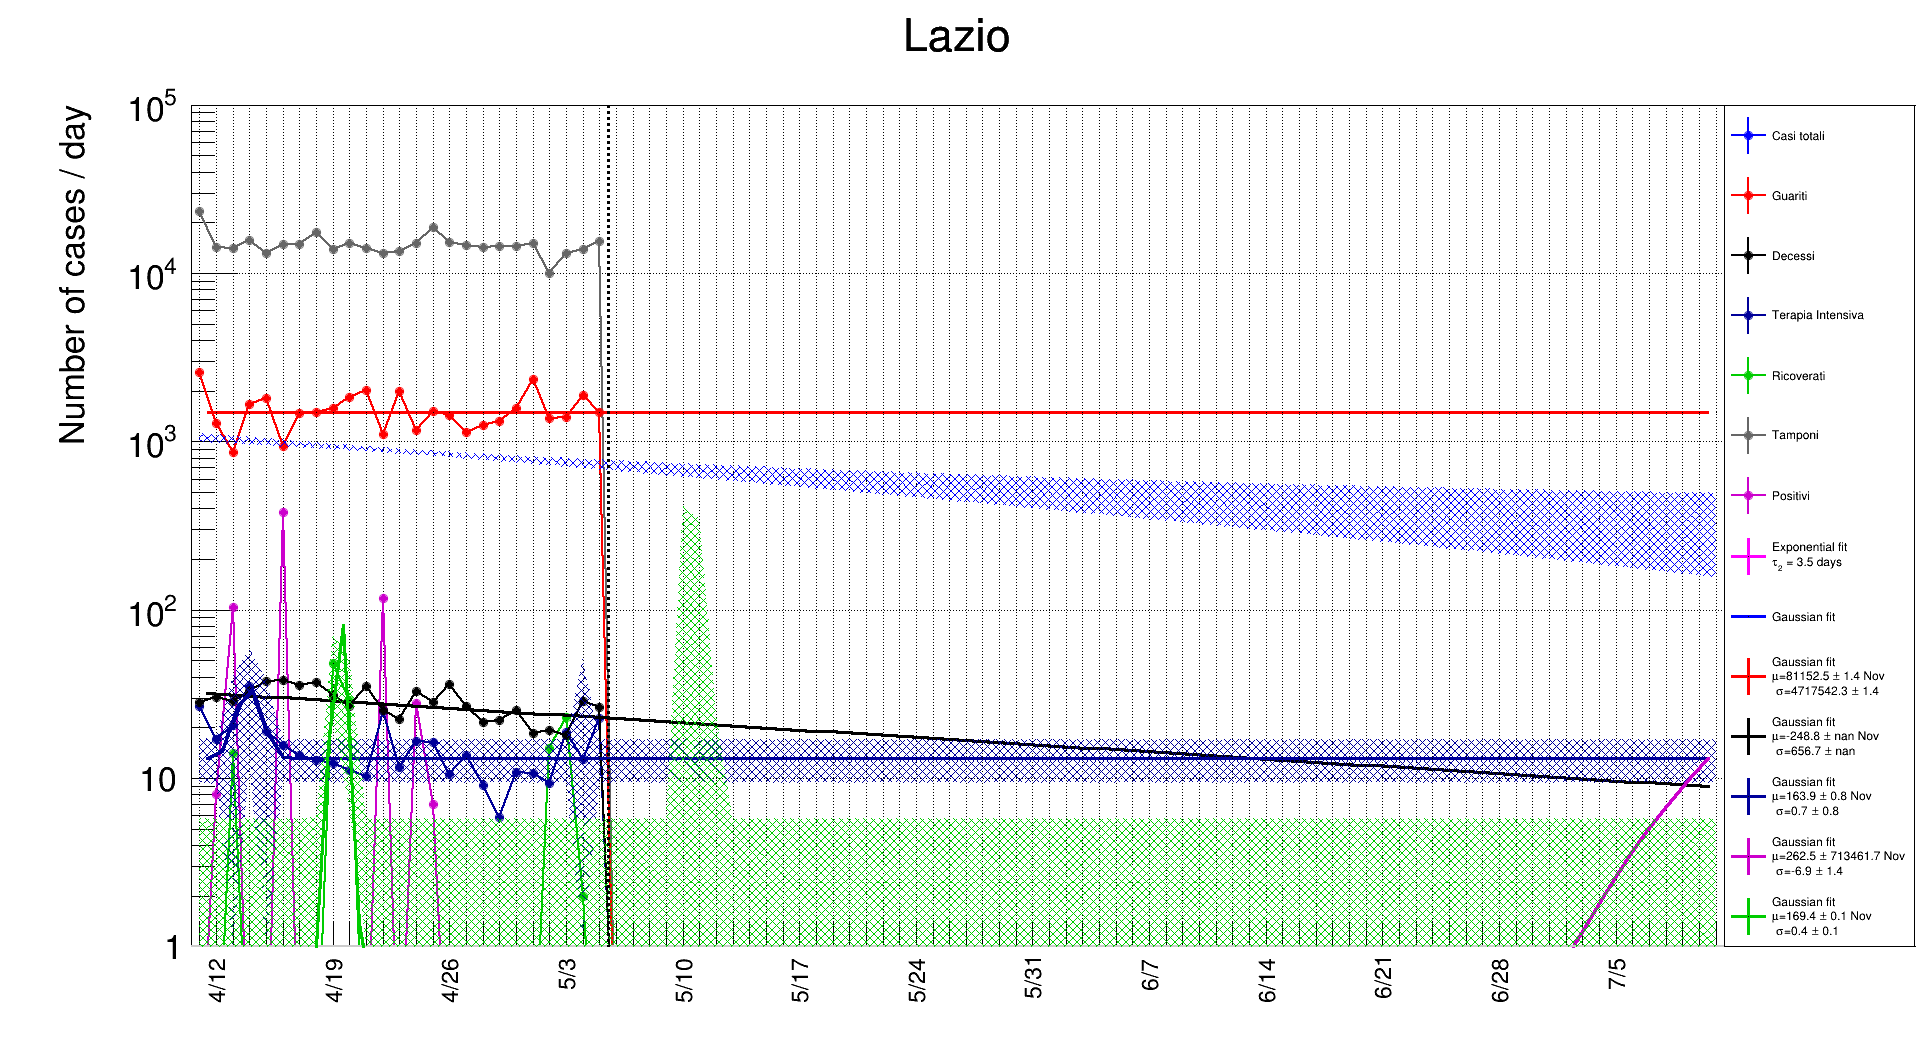 Lazio
Number of cases / day
10^5
10^4
10^3
10^2
10
1
4/12
4/19
4/26
5/3
5/10
5/17
5/24
5/31
6/7
6/14
6/21
6/28
7/5
Casi totali
Guariti
Decessi
Terapia Intensiva
Ricoverati
Tamponi
Positivi
Exponential fit
τ_2 = 3.5 days
Gaussian fit
Gaussian fit
μ=81152.5 ± 1.4 Nov
σ=4717542.3 ± 1.4
Gaussian fit
μ=-248.8 ± nan Nov
σ=656.7 ± nan
Gaussian fit
μ=163.9 ± 0.8 Nov
σ=0.7 ± 0.8
Gaussian fit
μ=262.5 ± 713461.7 Nov
σ=-6.9 ± 1.4
Gaussian fit
μ=169.4 ± 0.1 Nov
σ=0.4 ± 0.1